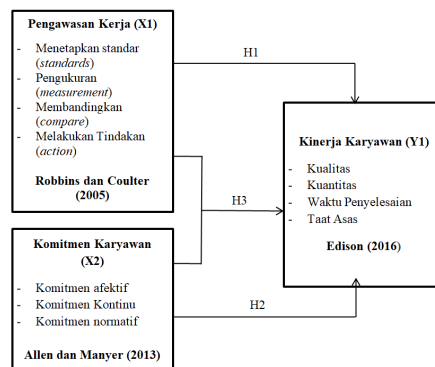 Pengawasan Kerja (X1)
- Menetapkan standar
(standards)
- Pengukuran
(measurement)
- Membandingkan
(compare)
- Melakukan Tindakan
(action)
Robbins dan Coulter
(2005)
H1
Kinerja Karyawan (Y1)
- Kualitas
- Kuantitas
- Waktu Penyelesaian
- Taat Asas
Edison (2016)
H3
Komitmen Karyawan
(X2)
- Komitmen afektif
- Komitmen Kontinu
- Komitmen normatif
Allen dan Manyer (2013)
H2